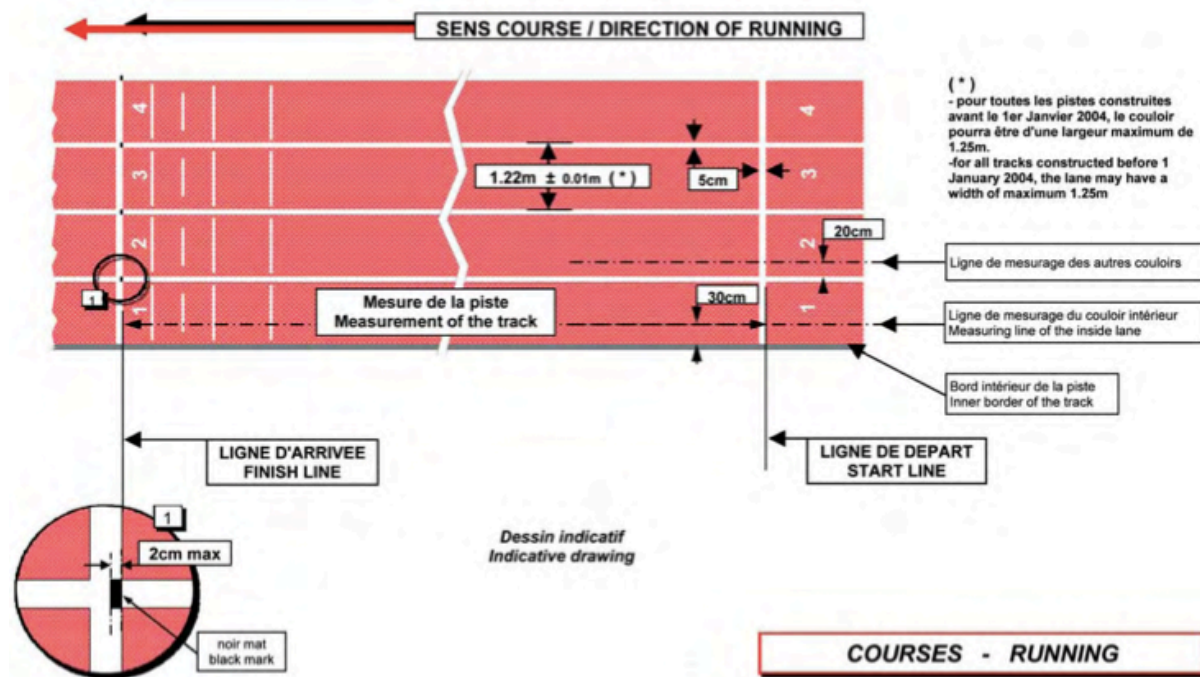 SENS COURSE / DIRECTION OF RUNNING
4
3
2
1
1
1.22m ± 0.01m ( * )
5cm
20cm
30cm
4
3
2
1
Mesure de la piste
Measurement of the track
( * )
- pour toutes les pistes construites
avant le 1er Janvier 2004, le couloir
pourra être d'une largeur maximum de
1.25m.
-for all tracks constructed before 1
January 2004, the lane may have a
width of maximum 1.25m
Ligne de mesurage des autres couloirs
Ligne de mesurage du couloir intérieur
Measuring line of the inside lane
Bord intérieur de la piste
Inner border of the track
LIGNE D'ARRIVEE
FINISH LINE
LIGNE DE DEPART
START LINE
1
2cm max
noir mat
black mark
Dessin indicatif
Indicative drawing
COURSES - RUNNING